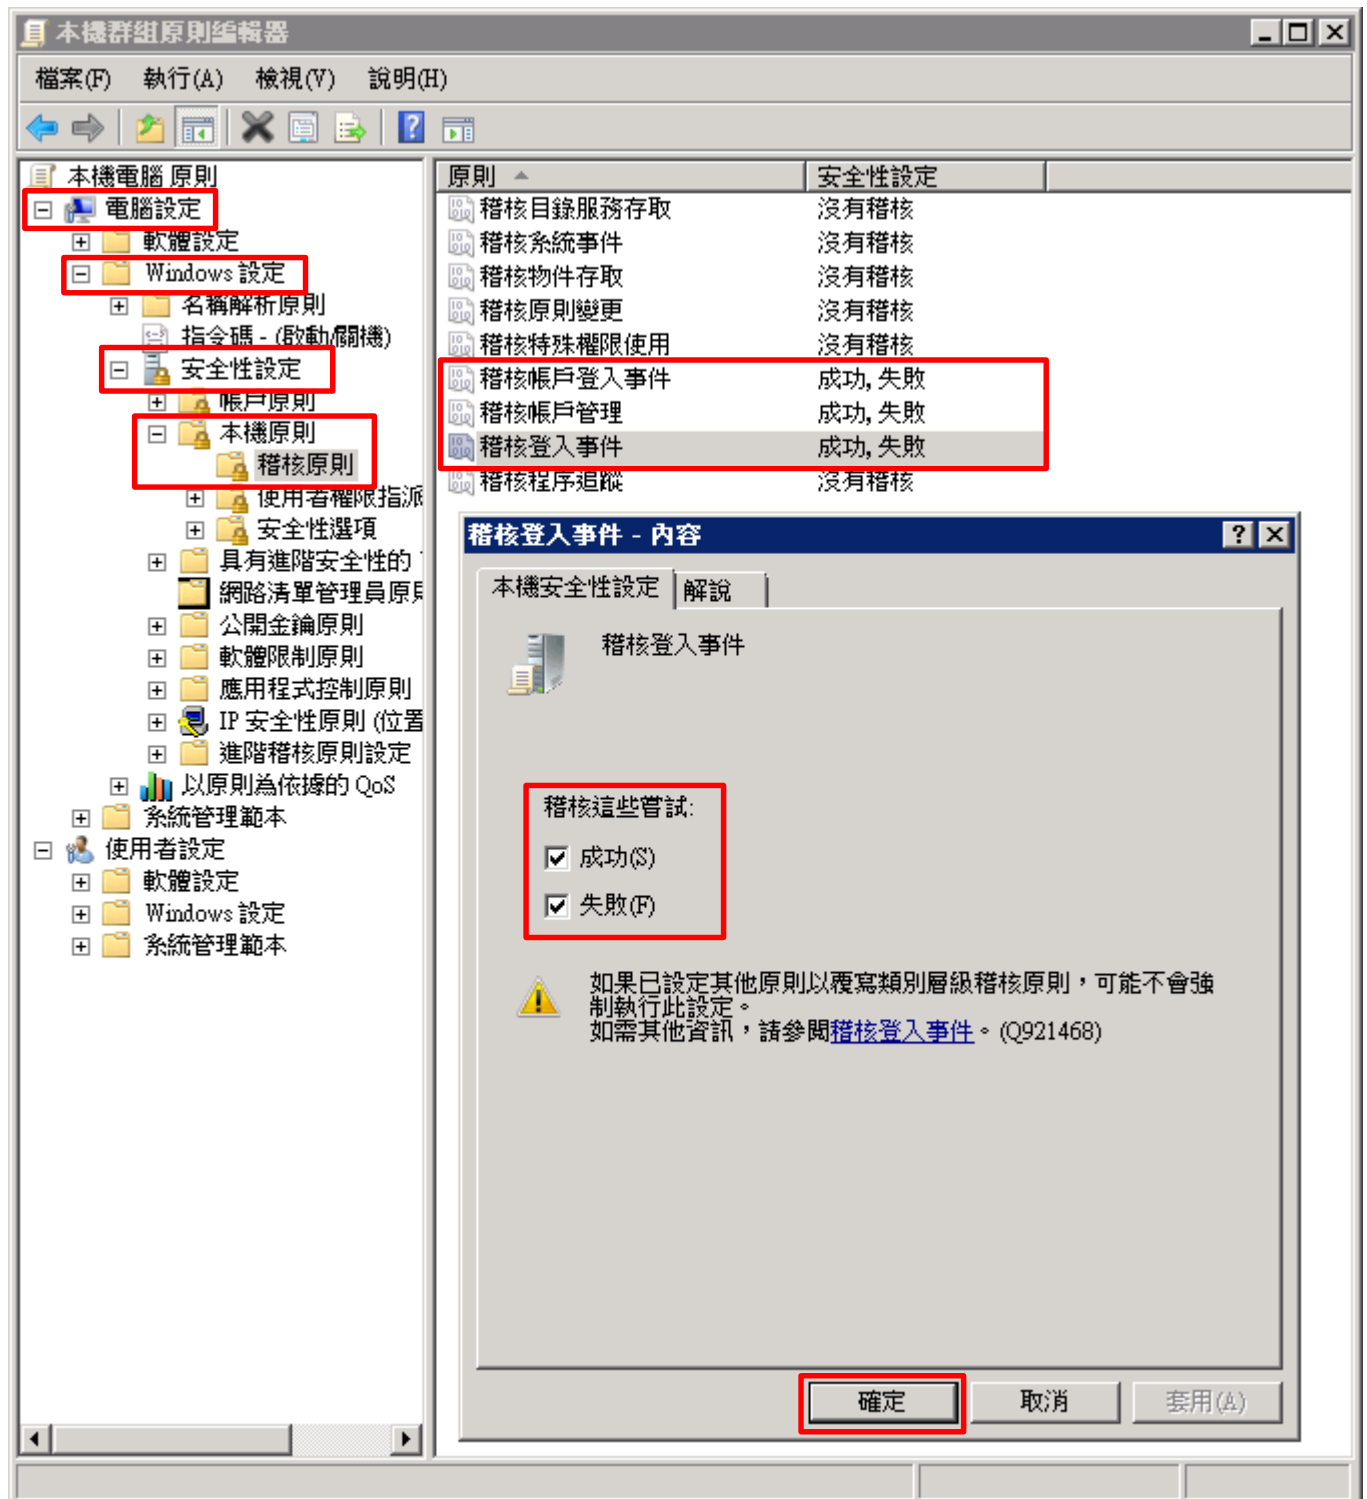 本機群組原則編輯器
檔案(F) 執行(A) 檢視(V) 說明(H)
本機電腦 原則
電腦設定
軟體設定
Windows 設定
名稱解析原則
指令碼 - (啟動/關機)
安全性設定
帳戶原則
本機原則
稽核原則
使用者權限指派
安全性選項
具有進階安全性的
網路清單管理員原則
公開金鑰原則
軟體限制原則
應用程式控制原則
IP 安全性原則 (位置
進階稽核原則設定
以原則為依據的 QoS
系統管理範本
使用者設定
軟體設定
Windows 設定
系統管理範本
原則 安全性設定
稽核目錄服務存取 沒有稽核
稽核系統事件 沒有稽核
稽核物件存取 沒有稽核
稽核原則變更 沒有稽核
稽核特殊權限使用 沒有稽核
稽核帳戶登入事件 成功, 失敗
稽核帳戶管理 成功, 失敗
稽核登入事件 成功, 失敗
稽核程序追蹤 沒有稽核
稽核登入事件 - 內容
本機安全性設定 解說
稽核登入事件
稽核這些嘗試:
成功(S)
失敗(F)
如果已設定其他原則以覆寫類別層級稽核原則，可能不會強
制執行此設定。
如需其他資訊，請參閱稽核登入事件。(Q921468)
確定 取消 套用(A)